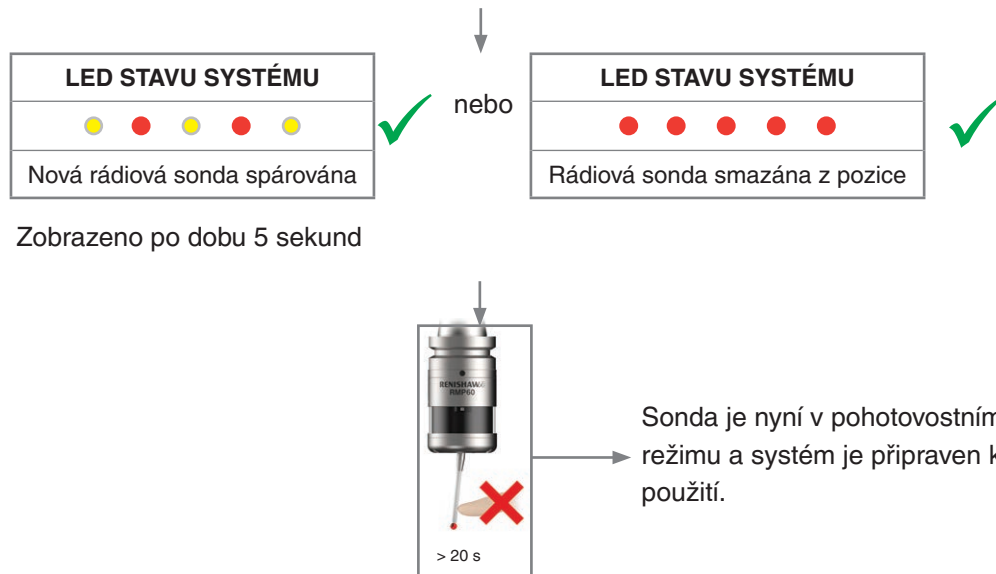 LED STAVU SYSTÉMU
Nová rádiová sonda spárována
nebo
LED STAVU SYSTÉMU
Rádiová sonda smazána z pozice
Zobrazeno po dobu 5 sekund
RENISHAW
RMP60
> 20 s
Sonda je nyní v pohotovostním
režimu a systém je připraven k
použití.